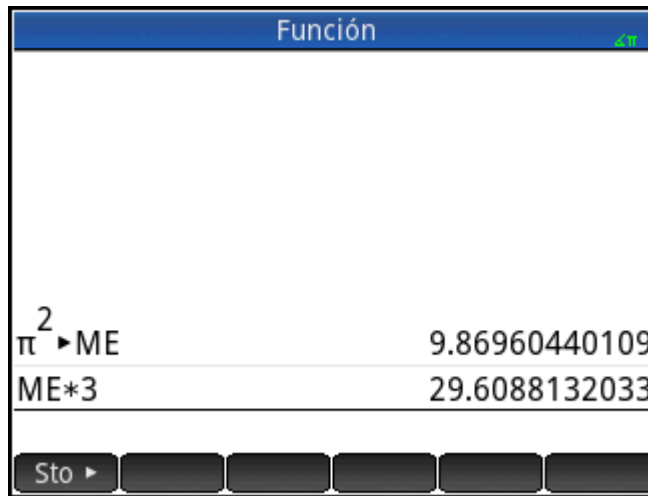 Función
∡π
π²▶ME 9.86960440109
ME*3 29.6088132033
Sto ▶